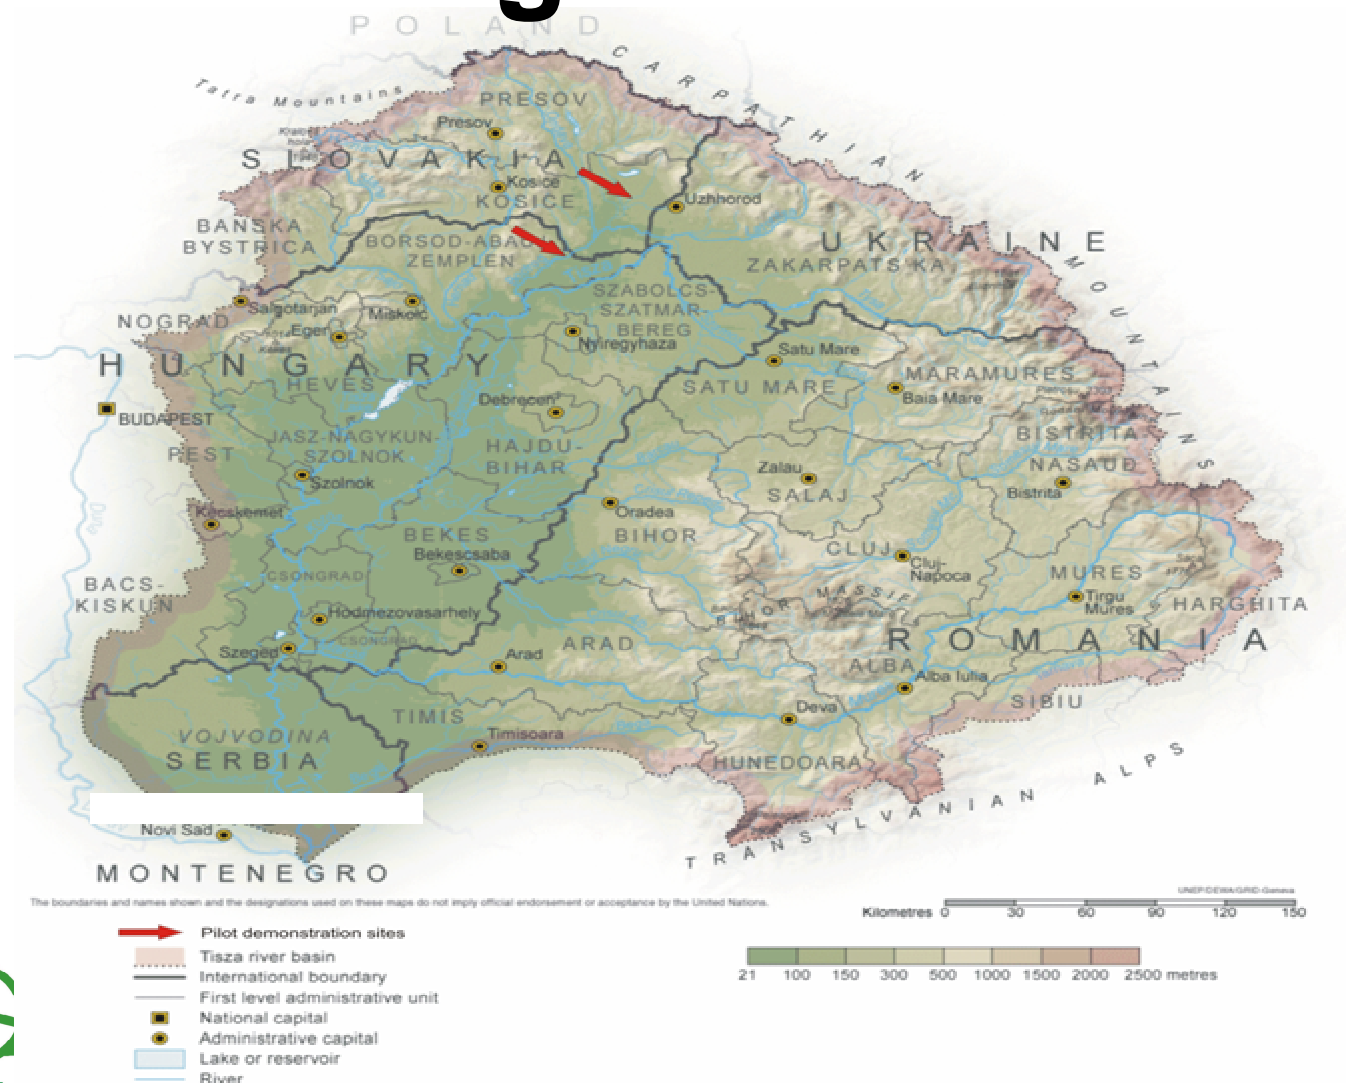 g
POLAND
CARPATHIAN
Tatra Mountains
PRESOV
Presov
SLOVAKIA
Kosice
KOSICE
Uzhhorod
BANSKA
BYSTRICA
BORSOD-ABAU
ZEMPLEN
UKRAINE
ZAKARPATS'KA
MOUNTAINS
SZABOLCS-
SZATMAR-
BEREG
Salgotarjan
Miskolc
NOGRAD
Eger
Nyiregyhaza
Satu Mare
HUNGARY
HEVES
SATU MARE
MARAMURES
Baia Mare
Debrecen
BUDAPEST
JASZ-NAGYKUN-
SZOLNOK
HAJDU-
BIHAR
BISTRITA
NASAUD
PEST
Zalau
SALAJ
Bistrita
Szolnok
Kecskemet
Oradea
BEKES
BIHOR
Bekescsaba
CLUJ
Cluj-
Napoca
CSONGRAD
MURES
BACS-
KISKUN
Tirgu
Mures
HARGHITA
BIHOR MASSIF
Hodmezovasarhely
CSONGRAD
Szeged
Arad
ARAD
ROMANIA
ALBA
Alba Iulia
SIBIU
Deva
TIMIS
VOJVODINA
SERBIA
Timisoara
HUNEDOARA
TRANSYLVANIAN ALPS
Novi Sad
MONTENEGRO
The boundaries and names shown and the designations used on these maps do not imply official endorsement or acceptance by the United Nations.
UNEP/DEWA/GRID-Geneva
Kilometres 0 30 60 90 120 150
Pilot demonstration sites
Tisza river basin
International boundary
First level administrative unit
National capital
Administrative capital
Lake or reservoir
River
21 100 150 300 500 1000 1500 2000 2500 metres